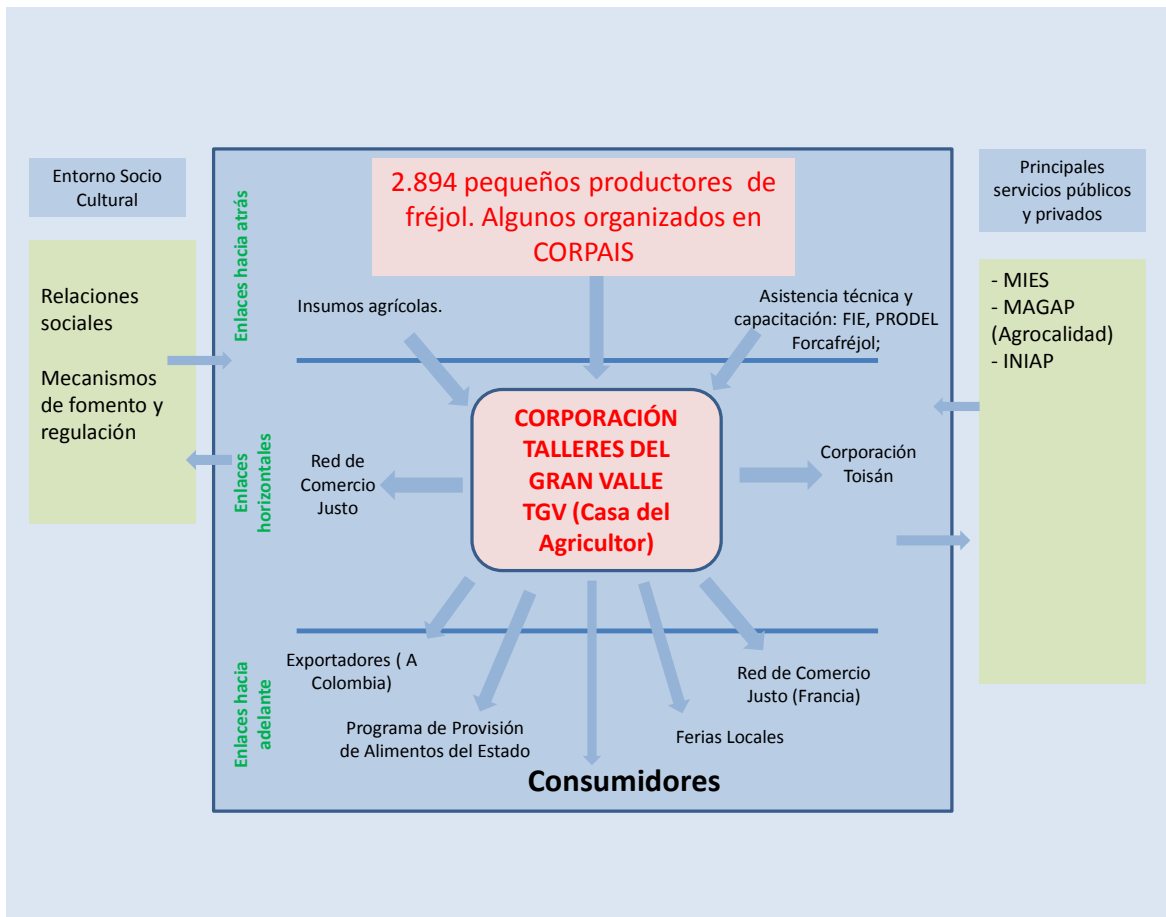 Entorno Socio
Cultural
Relaciones
sociales
Mecanismos
de fomento y
regulación
Enlaces hacia atrás
2.894 pequeños productores de
fréjol. Algunos organizados en
CORPAIS
Insumos agrícolas.
Asistencia técnica y
capacitación: FIE, PRODEL
Forcafréjol;
Enlaces
horizontales
Red de
Comercio
Justo
CORPORACIÓN
TALLERES DEL
GRAN VALLE
TGV (Casa del
Agricultor)
Corporación
Toisán
Enlaces hacia
adelante
Exportadores ( A
Colombia)
Programa de Provisión
de Alimentos del Estado
Ferias Locales
Red de Comercio
Justo (Francia)
Consumidores
Principales
servicios públicos
y privados
- MIES
- MAGAP
(Agrocalidad)
- INIAP